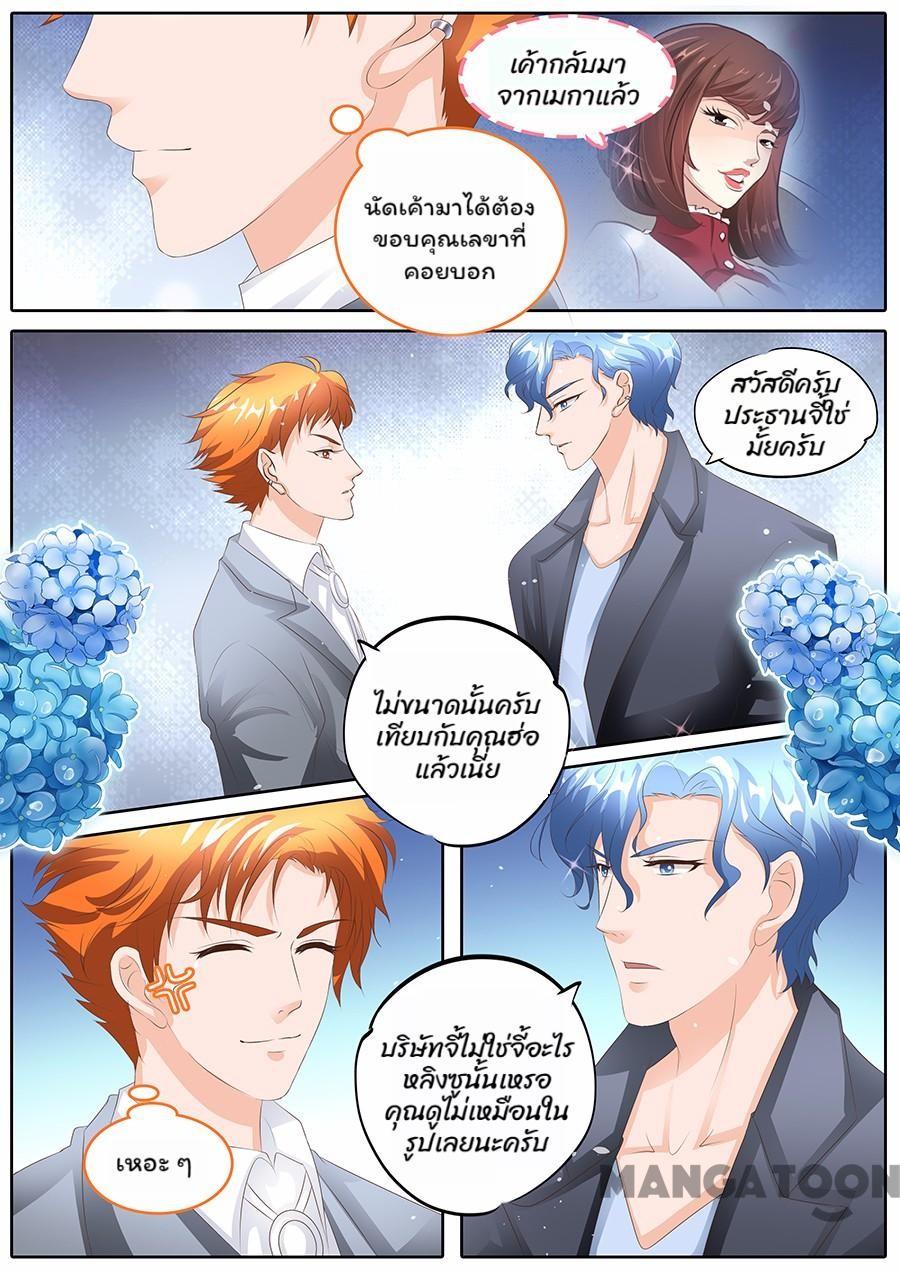 เค้ากลับมา
จากเมกาแล้ว
นัดเค้ามาได้ต้อง
ขอบคุณเลขาที่
คอยบอก
สวัสดีครับ
ประธานจี้ใช่
มั้ยครับ
ไม่ขนาดนั้นครับ
เทียบกับคุณฮ่อ
แล้วเนี่ย
บริษัทจี้ไม่ใช่จี้อะไร
หลิงซูนั้นเหรอ
คุณดูไม่เหมือนใน
รูปเลยนะครับ
เหอะ ๆ
MANGATOON